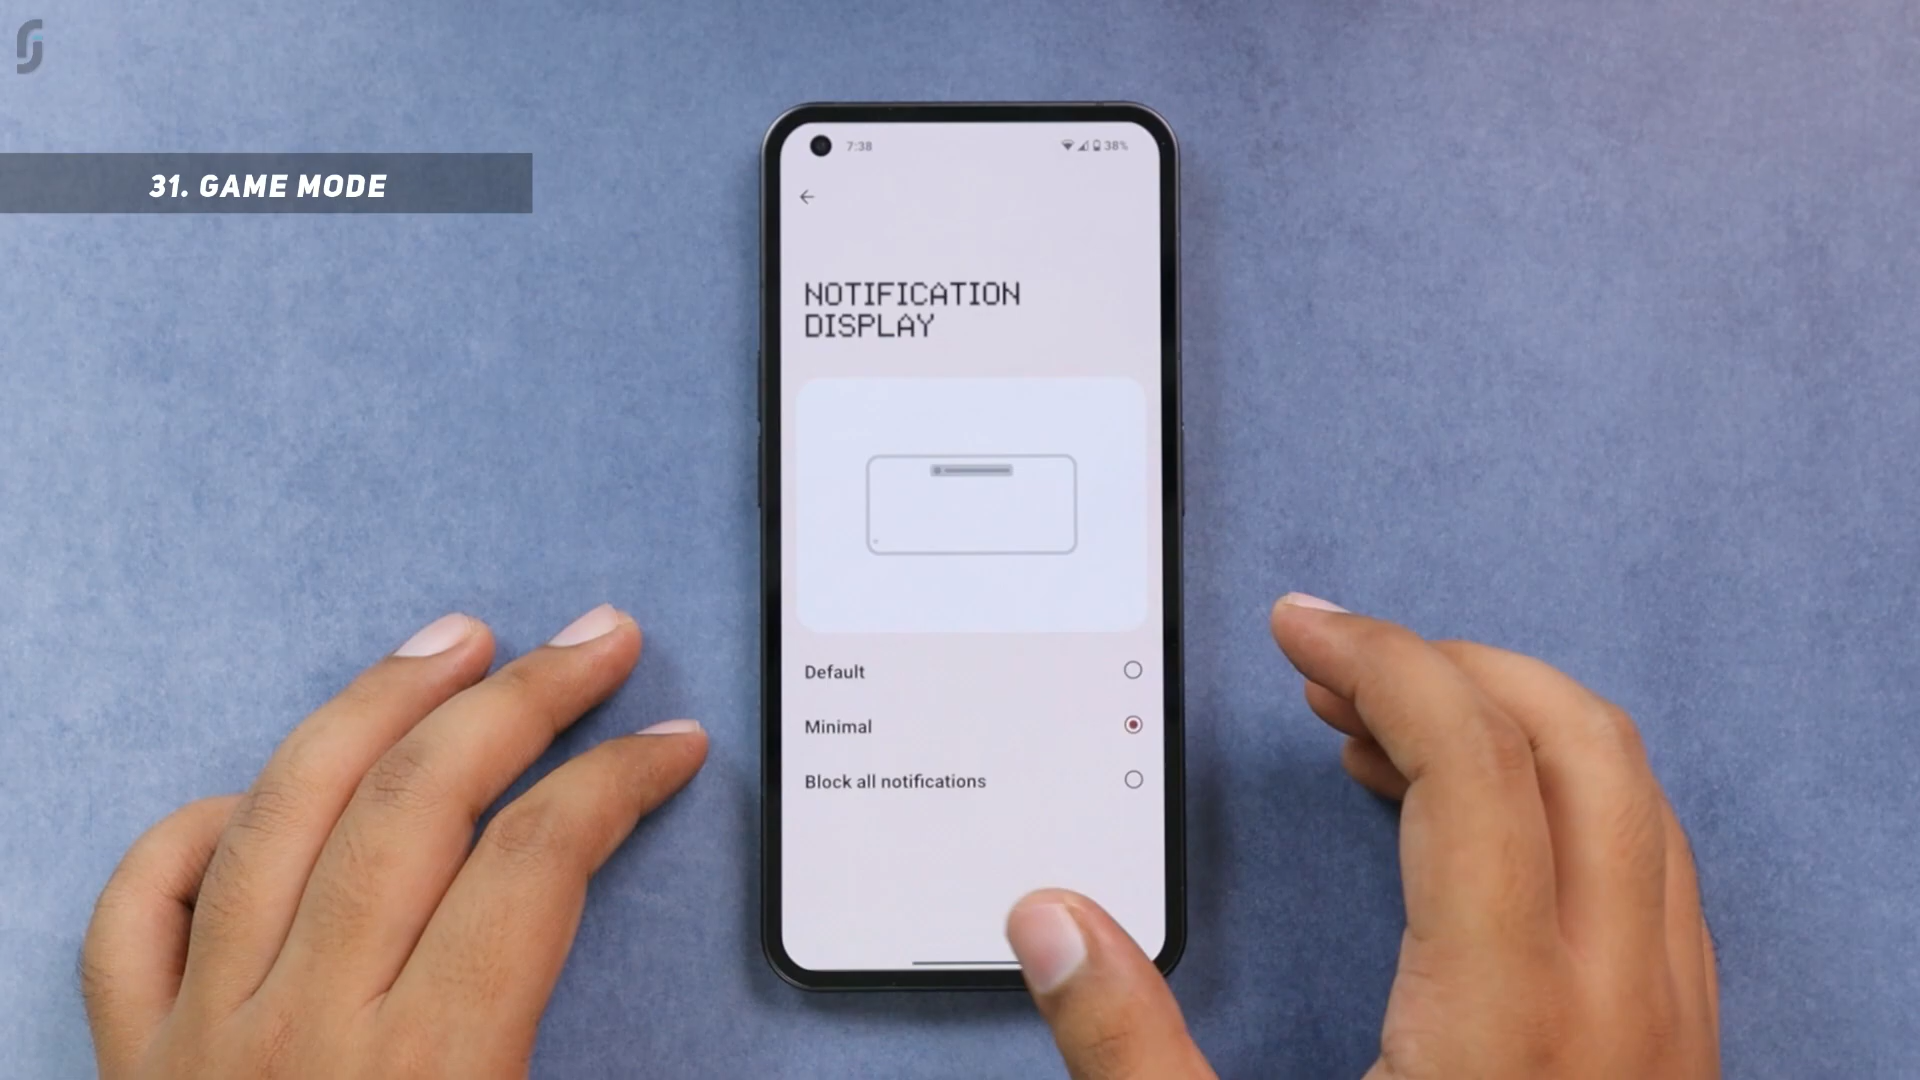 31. GAME MODE
7:38
38%
NOTIFICATION
DISPLAY
Default
Minimal
Block all notifications